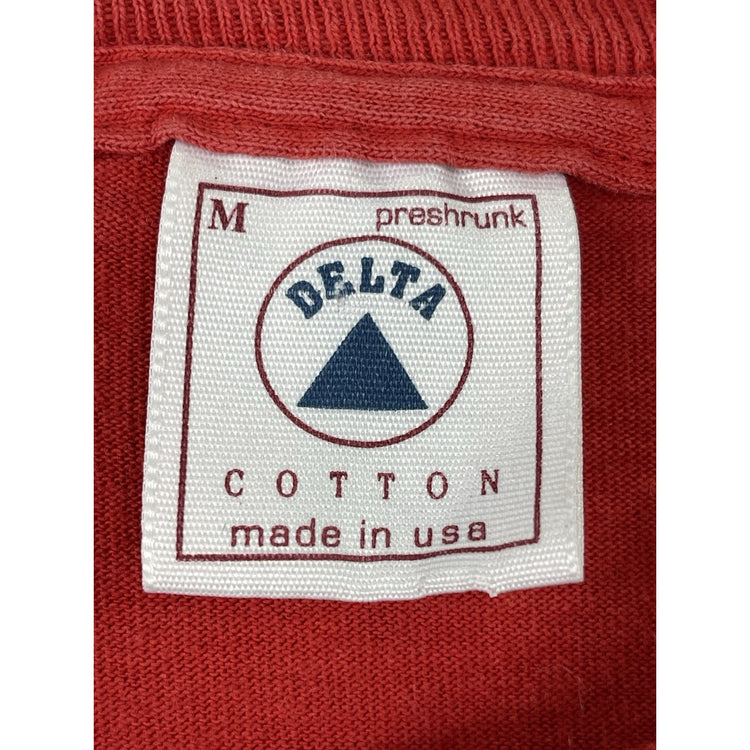 M preshrunk
DELTA
COTTON
made in usa